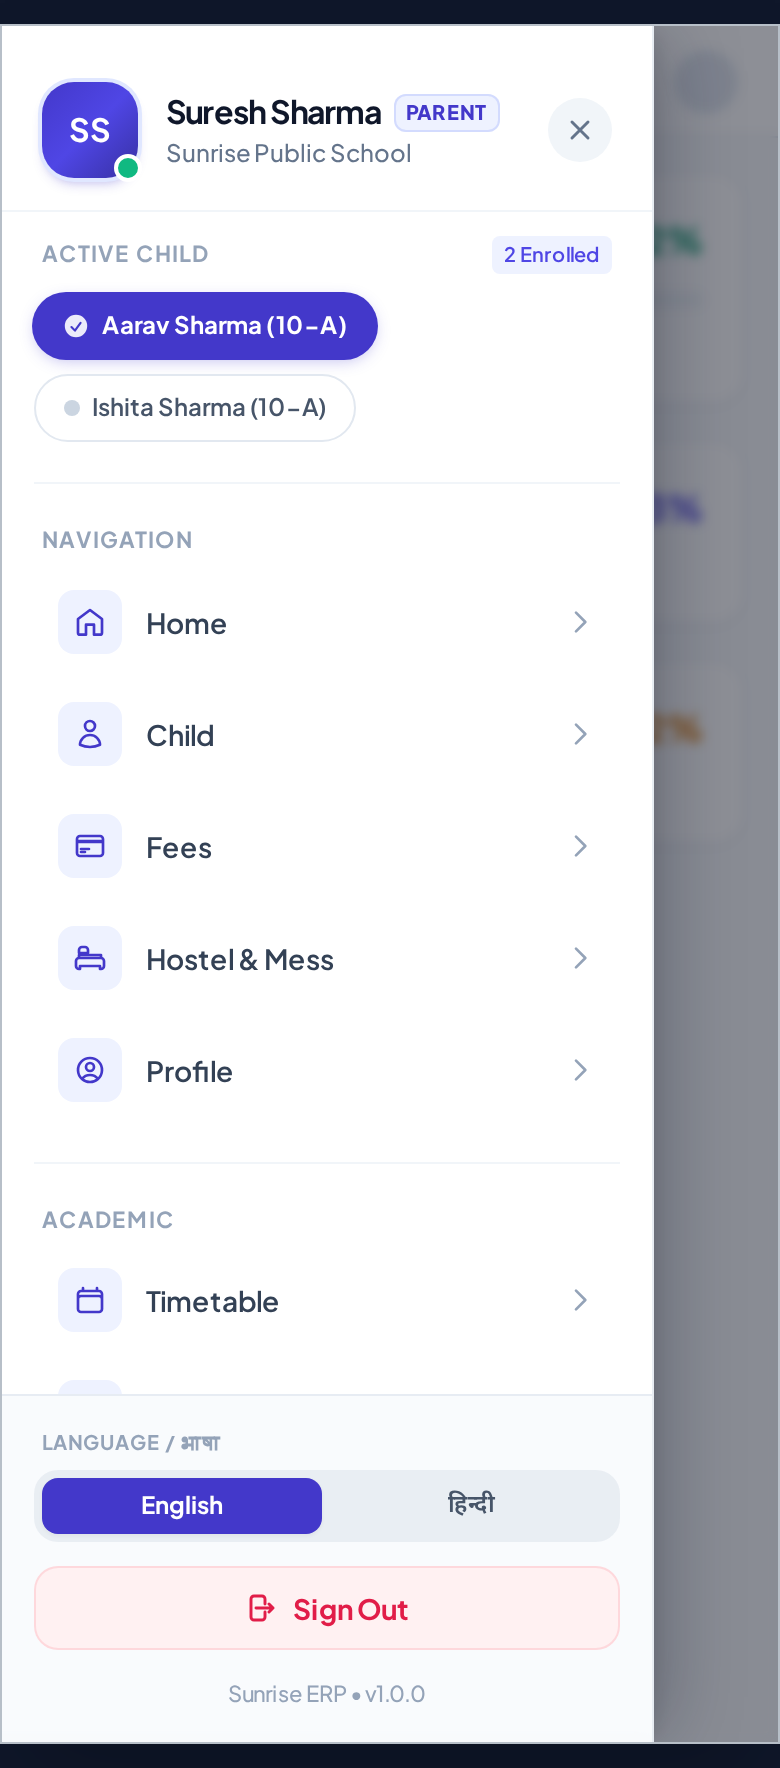 SS
Suresh Sharma PARENT
Sunrise Public School
ACTIVE CHILD 2 Enrolled
Aarav Sharma (10-A)
Ishita Sharma (10-A)
NAVIGATION
Home
Child
Fees
Hostel & Mess
Profile
ACADEMIC
Timetable
LANGUAGE / भाषा
English हिन्दी
Sign Out
Sunrise ERP • v1.0.0